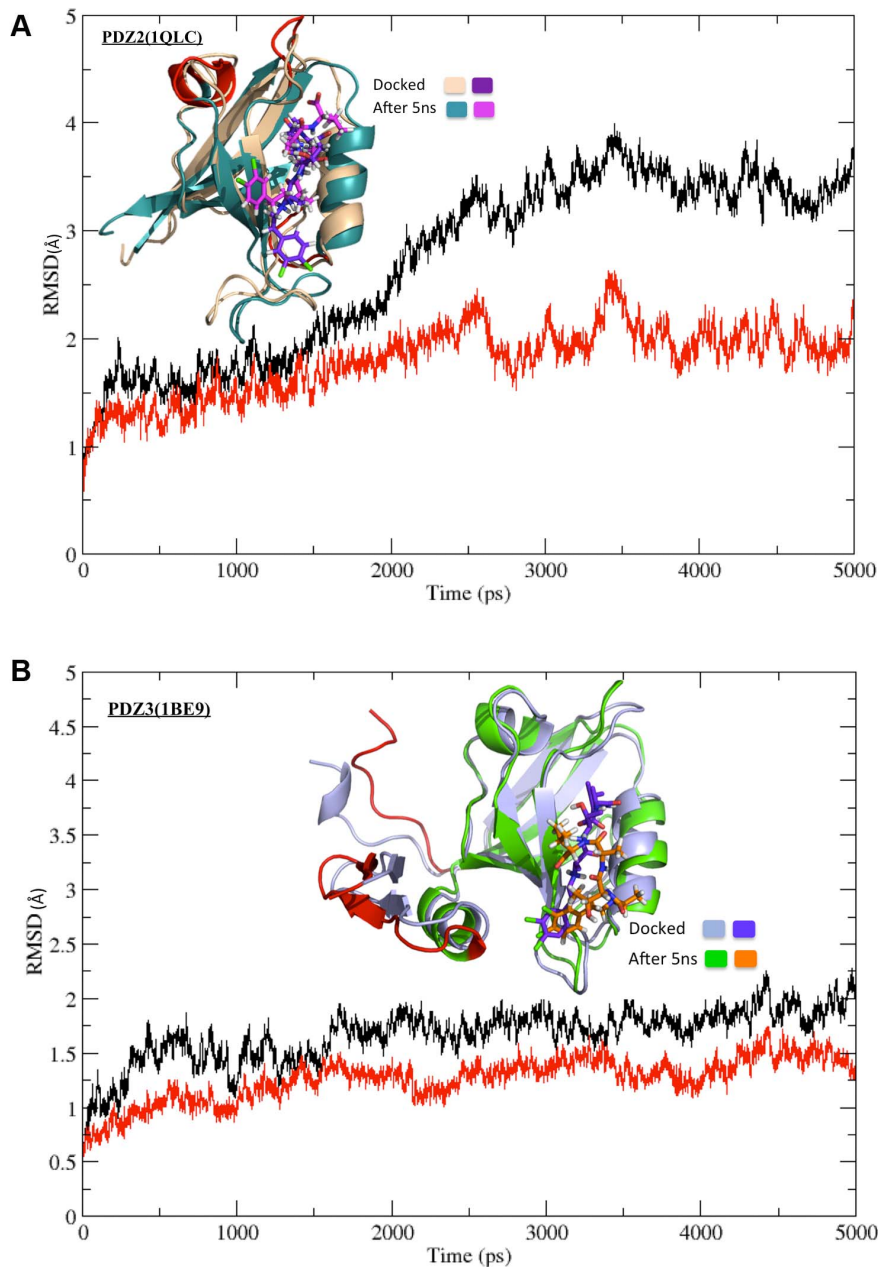 A
PDZ2(1QLC)
Docked
After 5ns
RMSD(Å)
5
4
3
2
1
0
0 1000 2000 3000 4000 5000
Time (ps)
B
PDZ3(1BE9)
Docked
After 5ns
RMSD(Å)
5
4.5
4
3.5
3
2.5
2
1.5
1
0.5
0
0 1000 2000 3000 4000 5000
Time (ps)